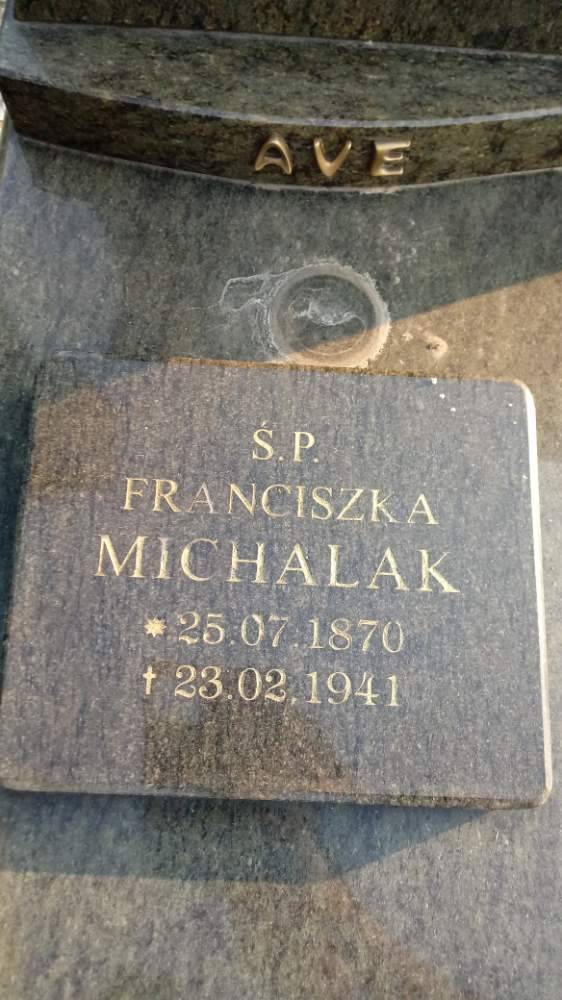 AVE
Ś.P.
FRANCISZKA
MICHALAK
* 25.07.1870
† 23.02.1941